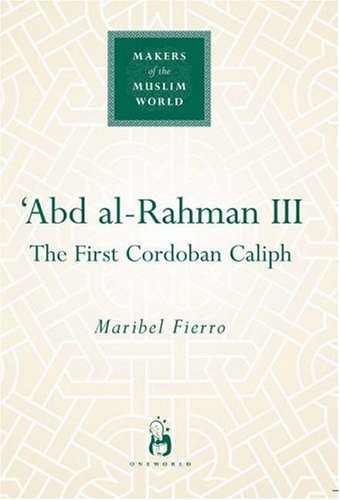 MAKERS
of the
MUSLIM
WORLD
‘Abd al-Rahman III
The First Cordoban Caliph
Maribel Fierro
ONEWORLD